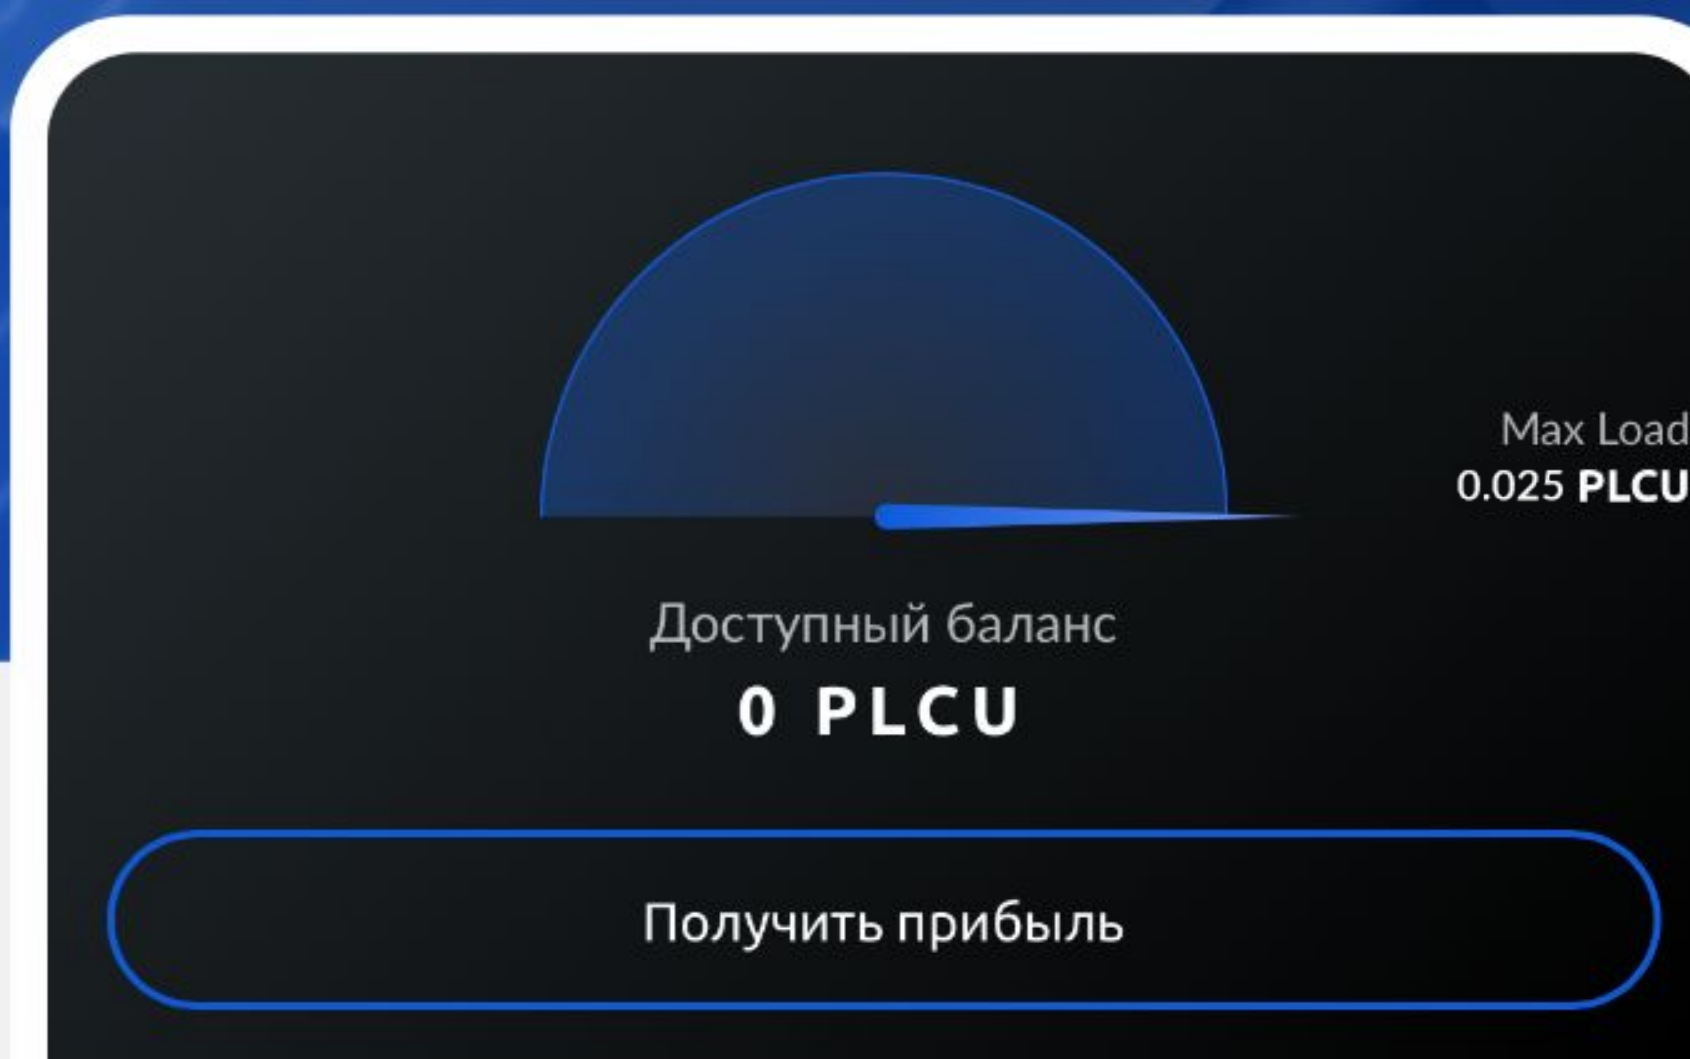 Max Load
0.025 PLCU
Доступный баланс
0 PLCU
Получить прибыль